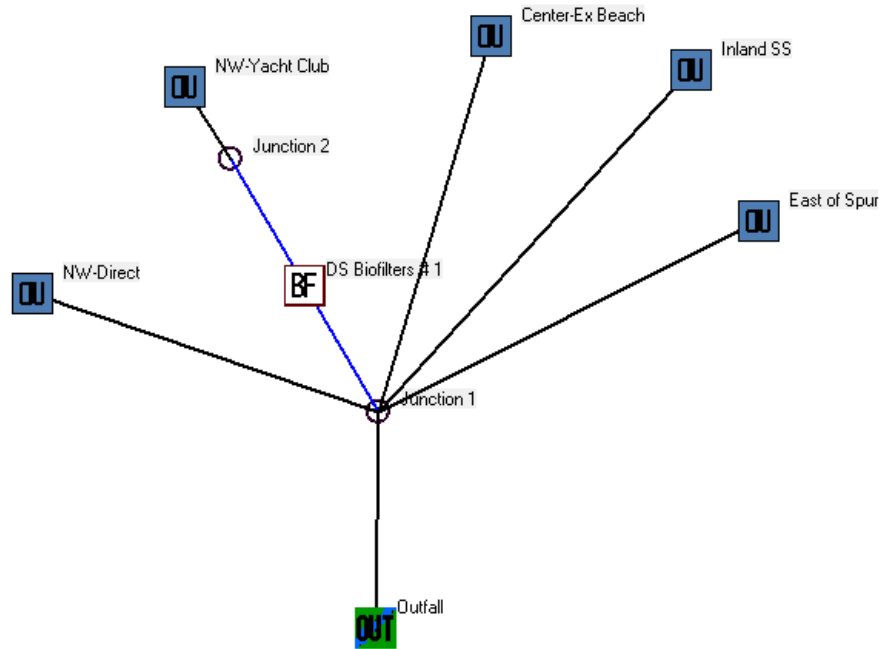 Center-Ex Beach
OU
Inland SS
OU
NW-Yacht Club
OU
Junction 2
East of Spur
OU
NW-Direct
OU
DS Biofilters # 1
BF
Junction 1
Outfall
OUT